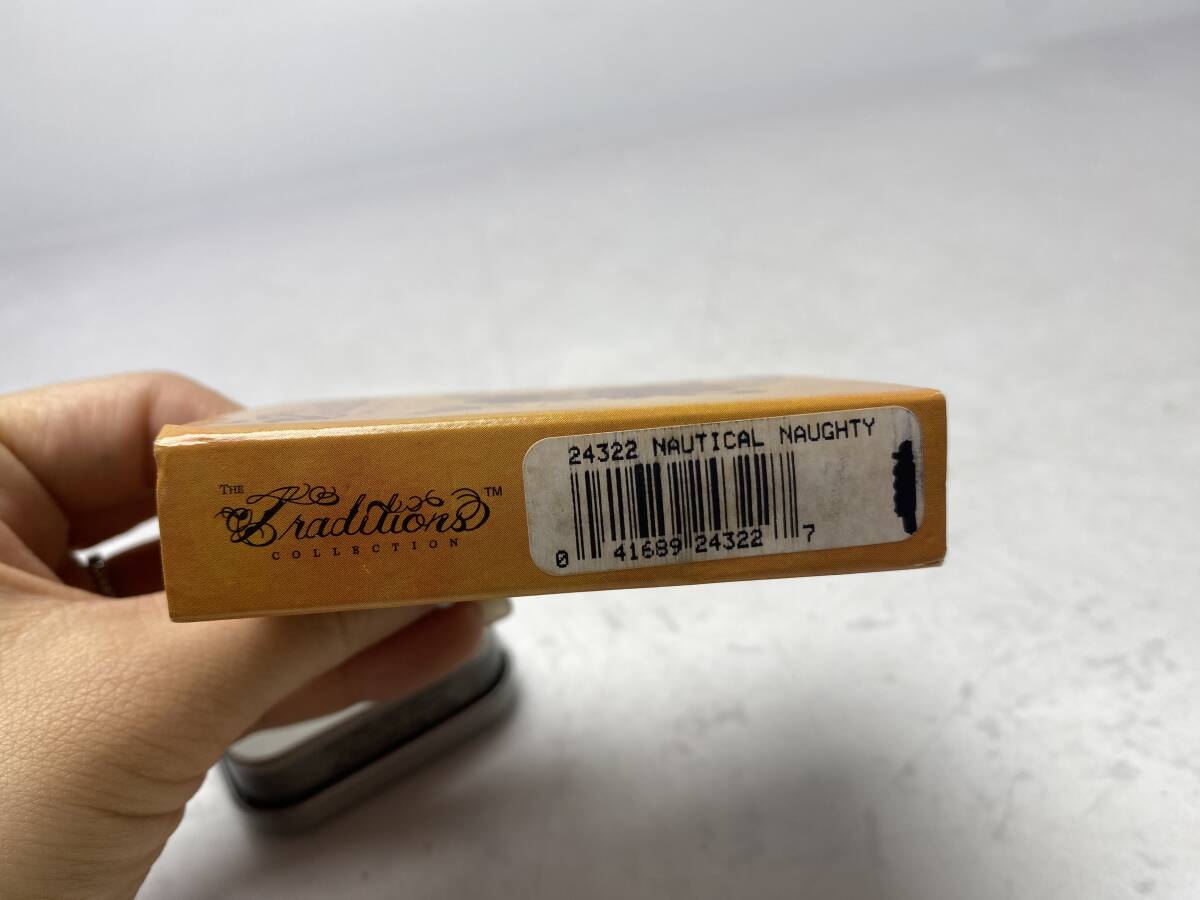 THE
Traditions™
COLLECTION
24322 NAUTICAL NAUGHTY
0 41689 24322 7